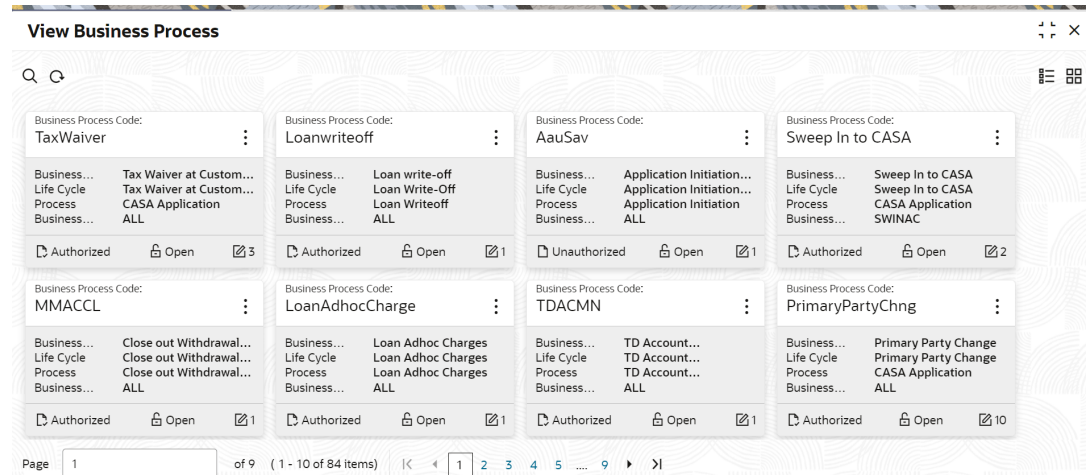 View Business Process
Business Process Code:
TaxWaiver
Business... Tax Waiver at Custom...
Life Cycle Tax Waiver at Custom...
Process CASA Application
Business... ALL
Authorized Open 3
Business Process Code:
Loanwriteoff
Business... Loan write-off
Life Cycle Loan Write-Off
Process Loan Writeoff
Business... ALL
Authorized Open 1
Business Process Code:
AauSav
Business... Application Initiation...
Life Cycle Application Initiation...
Process Application Initiation
Business... ALL
Unauthorized Open 1
Business Process Code:
Sweep In to CASA
Business... Sweep In to CASA
Life Cycle Sweep In to CASA
Process CASA Application
Business... SWINAC
Authorized Open 2
Business Process Code:
MMACCL
Business... Close out Withdrawal...
Life Cycle Close out Withdrawal...
Process Close out Withdrawal...
Business... ALL
Authorized Open 1
Business Process Code:
LoanAdhocCharge
Business... Loan Adhoc Charges
Life Cycle Loan Adhoc Charges
Process Loan Adhoc Charges
Business... ALL
Authorized Open 1
Business Process Code:
TDACMN
Business... TD Account...
Life Cycle TD Account...
Process TD Account...
Business... ALL
Authorized Open 1
Business Process Code:
PrimaryPartyChng
Business... Primary Party Change
Life Cycle Primary Party Change
Process CASA Application
Business... ALL
Authorized Open 10
Page 1 of 9 (1 - 10 of 84 items) 1 2 3 4 5 .... 9